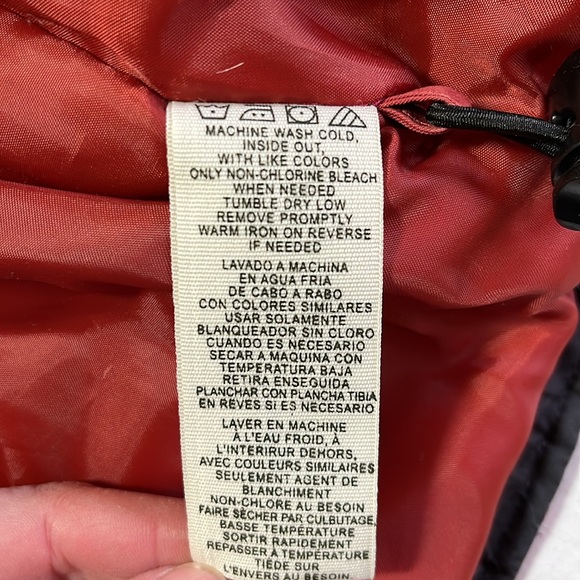 MACHINE WASH COLD,
INSIDE OUT,
WITH LIKE COLORS
ONLY NON-CHLORINE BLEACH
WHEN NEEDED
TUMBLE DRY LOW
REMOVE PROMPTLY
WARM IRON ON REVERSE
IF NEEDED
LAVADO A MACHINA
EN AGUA FRIA
DE CABO A RABO
CON COLORES SIMILARES
USAR SOLAMENTE
BLANQUEADOR SIN CLORO
CUANDO ES NECESARIO
SECAR A MAQUINA CON
TEMPERATURA BAJA
RETIRA ENSEGUIDA
PLANCHAR CON PLANCHA TIBIA
EN REVES SI ES NECESARIO
LAVER EN MACHINE
À L'EAU FROID, À
L'INTERIRUR DEHORS,
AVEC COULEURS SIMILAIRES
SEULEMENT AGENT DE
BLANCHIMENT
NON-CHLORE AU BESOIN
FAIRE SÈCHER PAR CULBUTAGE,
BASSE TEMPÉRATURE
SORTIR RAPIDEMENT
REPASSER À TEMPÉRATURE
TIÈDE SUR
L'ENVERS AU BESOIN.